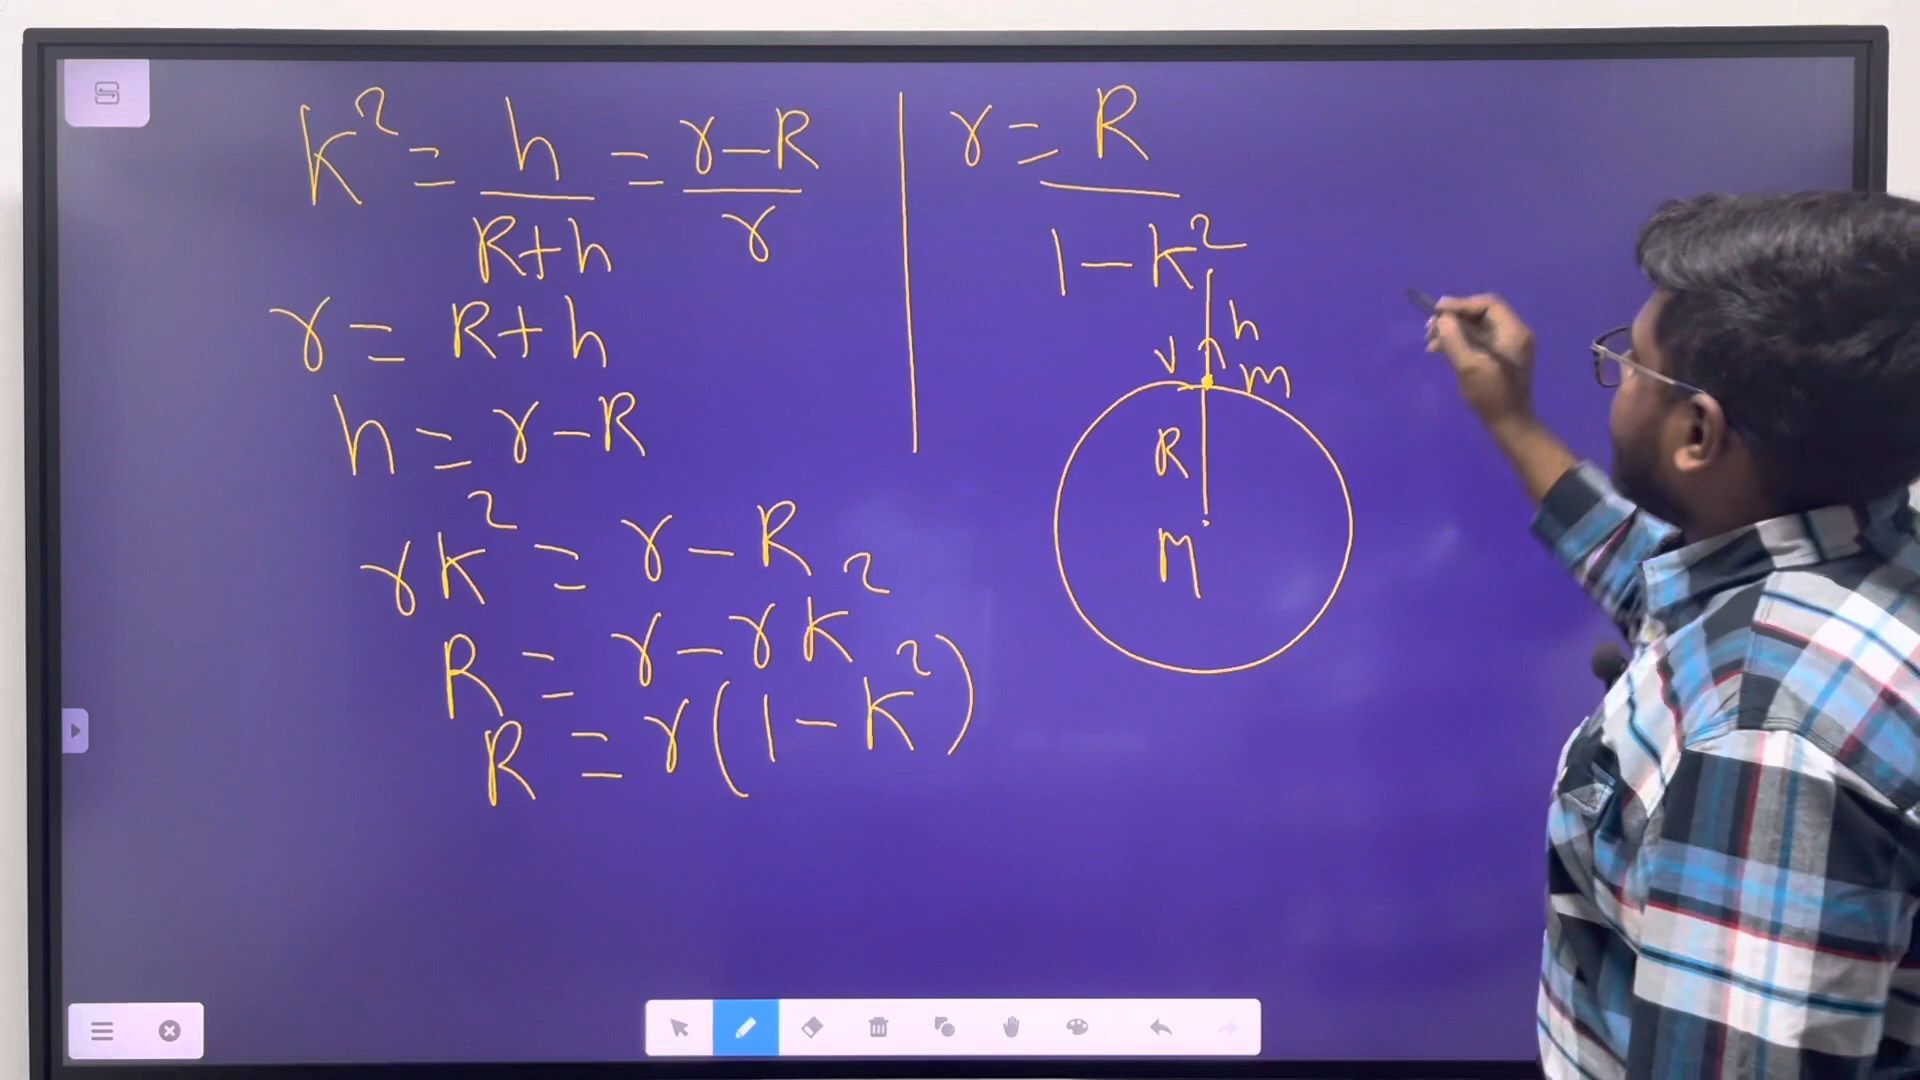 K² = h/(R+h) = (r-R)/r
r = R+h
h = r-R
rK² = r-R
R = r-rK²
R = r(1-K²)
r = R/(1-K²)
h
V
m
R
M